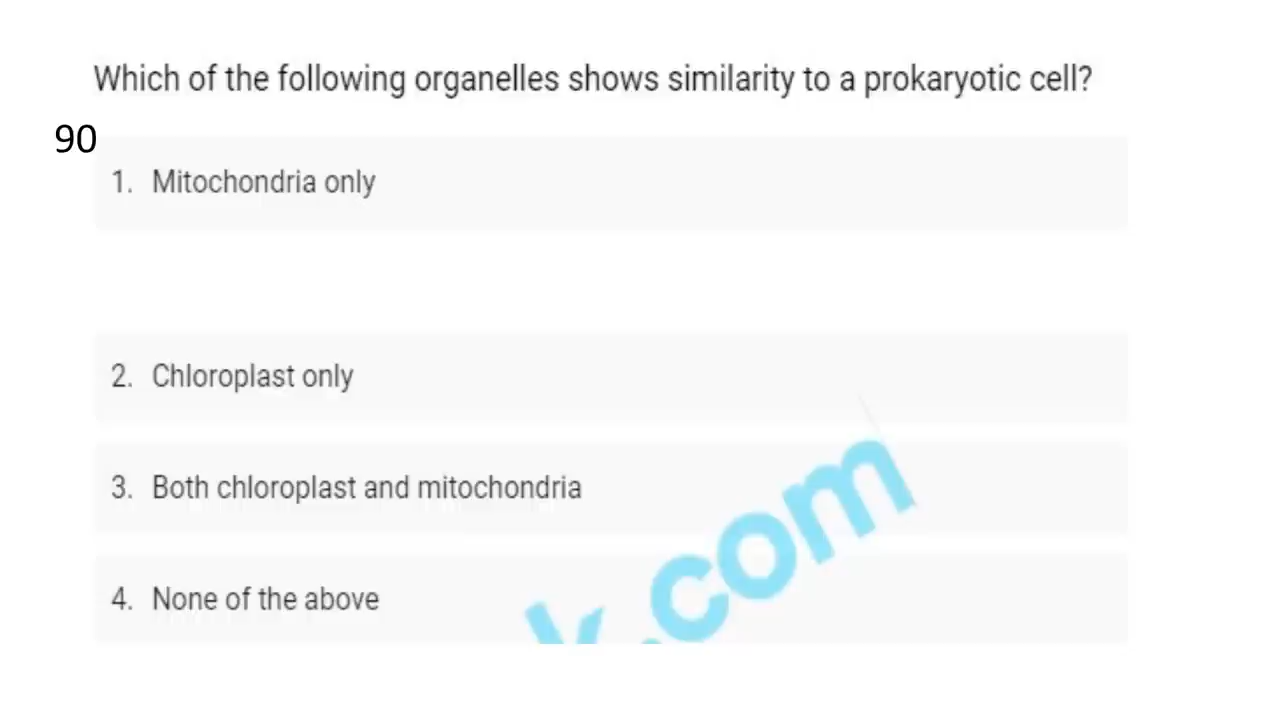 Which of the following organelles shows similarity to a prokaryotic cell?
90
1. Mitochondria only
2. Chloroplast only
3. Both chloroplast and mitochondria
4. None of the above
k.com